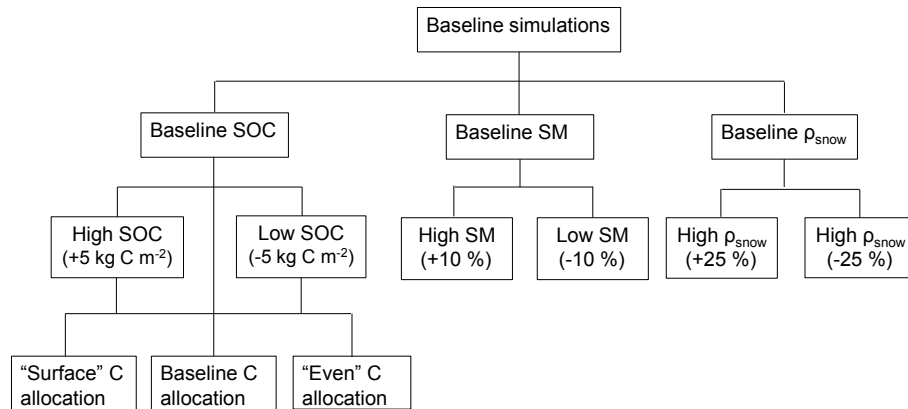 Baseline simulations
Baseline SOC
Baseline SM
Baseline ρsnow
High SOC
(+5 kg C m-2)
Low SOC
(-5 kg C m-2)
High SM
(+10 %)
Low SM
(-10 %)
High ρsnow
(+25 %)
High ρsnow
(-25 %)
“Surface” C
allocation
Baseline C
allocation
“Even” C
allocation